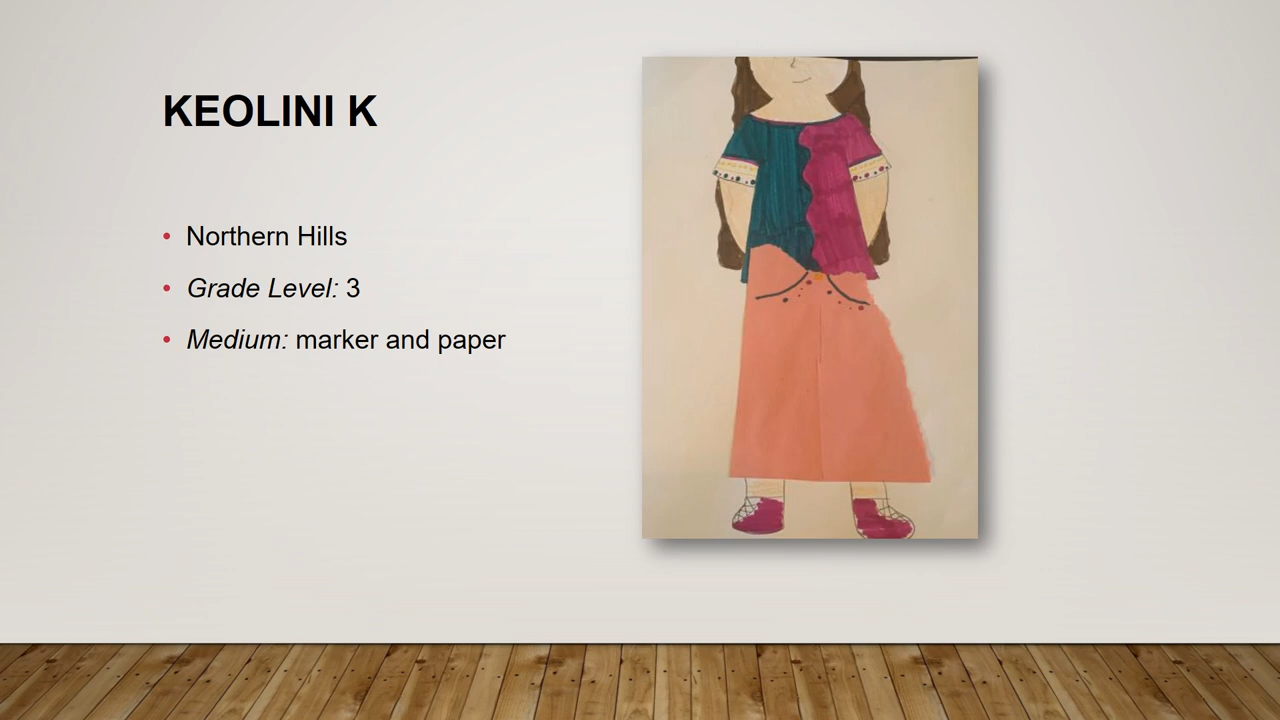 KEOLINI K
• Northern Hills
• Grade Level: 3
• Medium: marker and paper